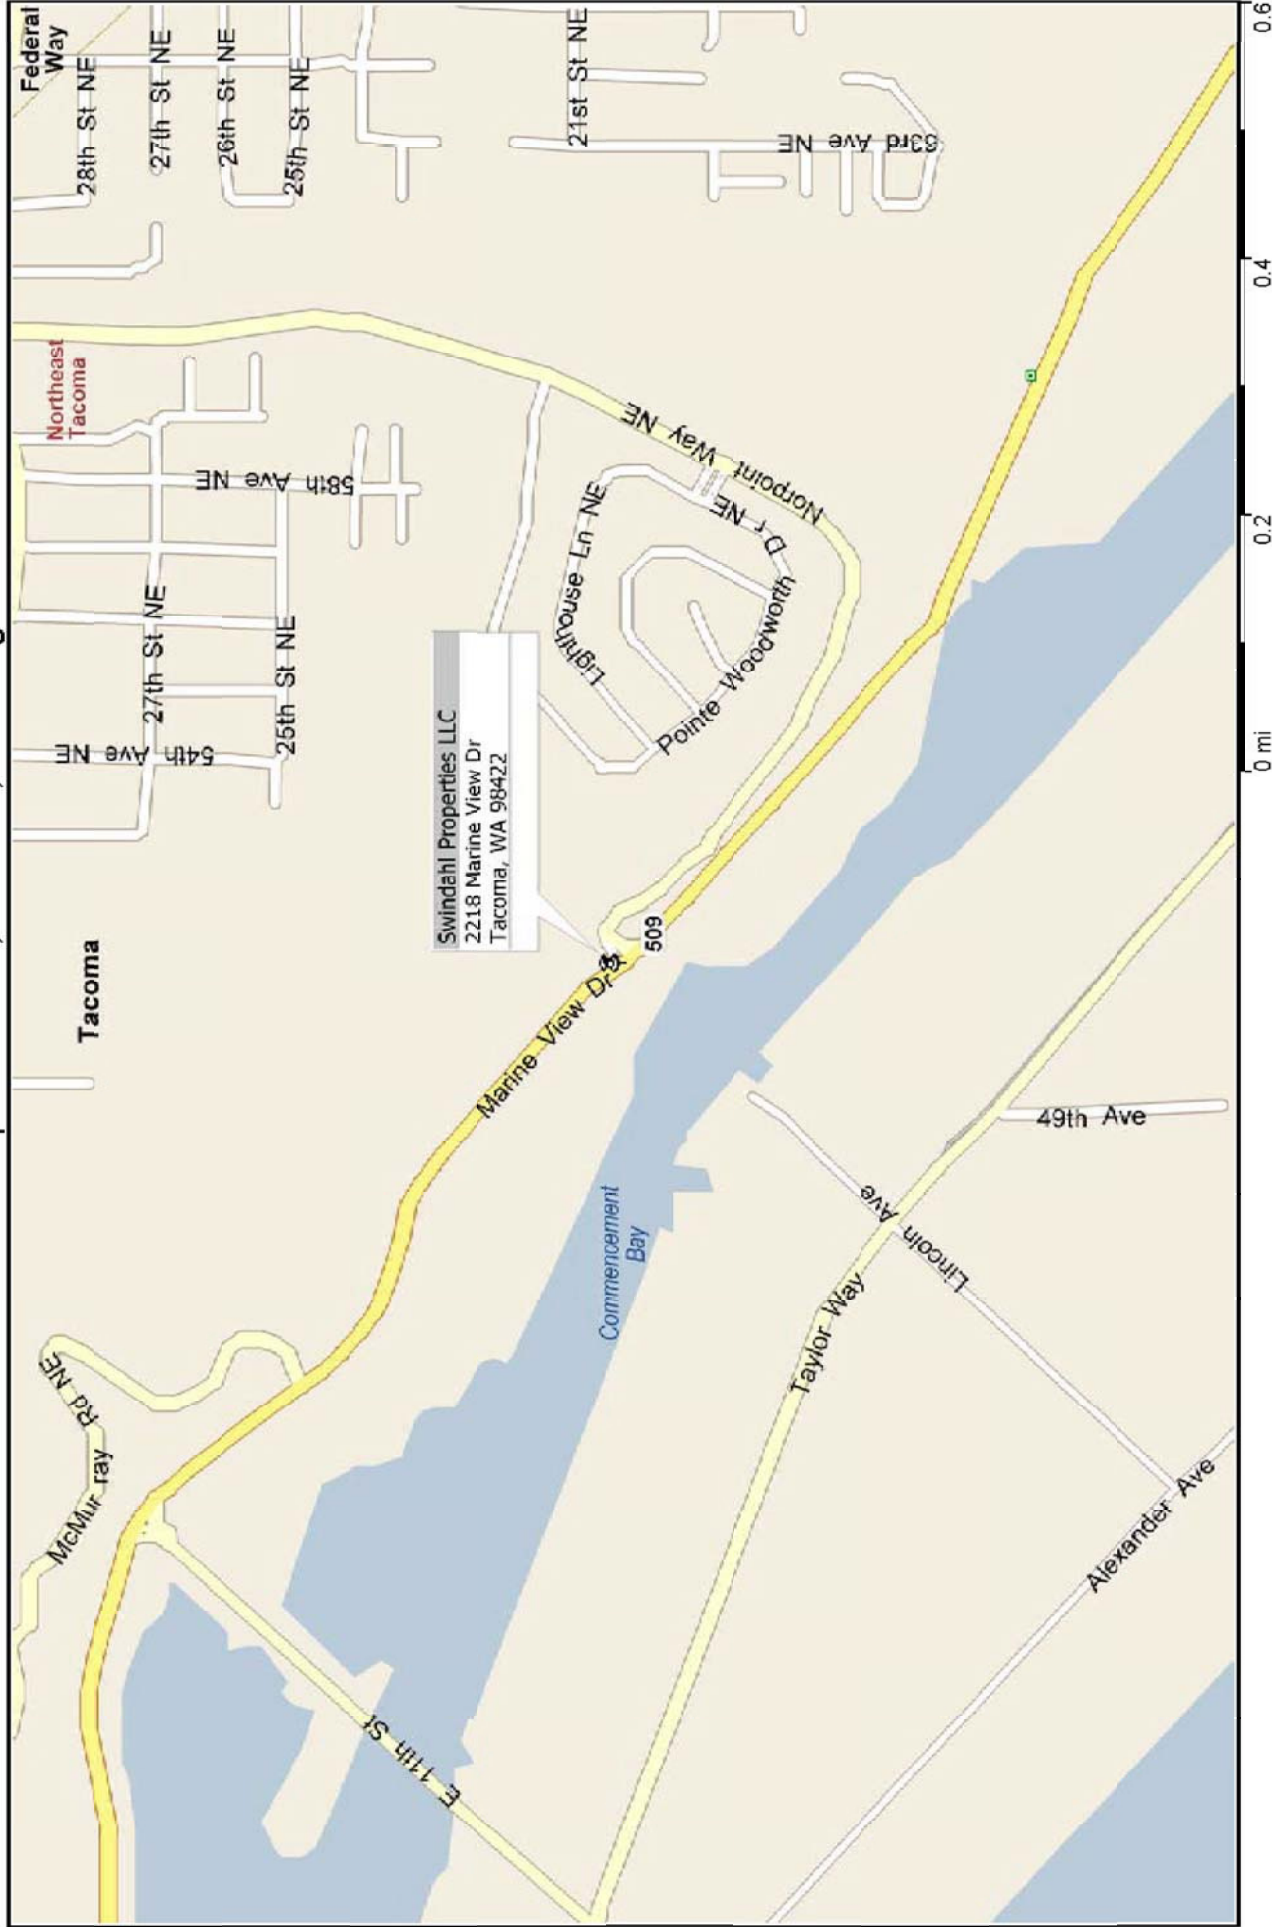 Federal
Way
28th St NE
27th St NE
26th St NE
25th St NE
21st St NE
63rd Ave NE
Northeast
Tacoma
58th Ave NE
27th St NE
25th St NE
54th Ave NE
Norpoint Way NE
Lighthouse Ln NE
Pointe Woodworth Dr NE
Swindahl Properties LLC
2218 Marine View Dr
Tacoma, WA 98422
Tacoma
509
Marine View Dr
McMurray Rd NE
Commencement
Bay
E 11th St
Taylor Way
Lincoln Ave
49th Ave
Alexander Ave
0 mi
0.2
0.4
0.6